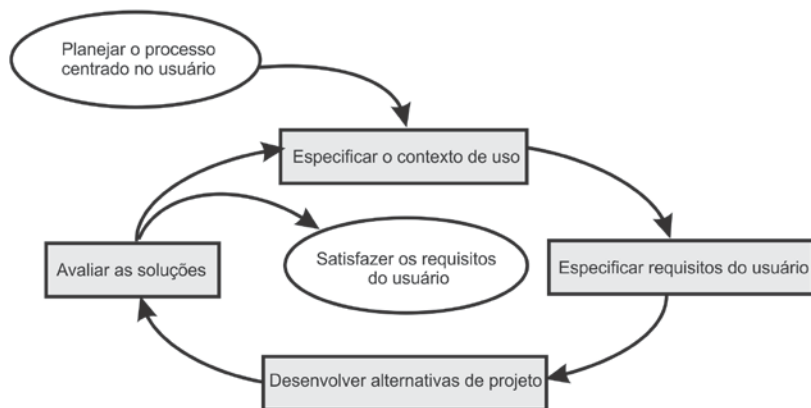 Planejar o processo
centrado no usuário
Especificar o contexto de uso
Avaliar as soluções
Satisfazer os requisitos
do usuário
Especificar requisitos do usuário
Desenvolver alternativas de projeto